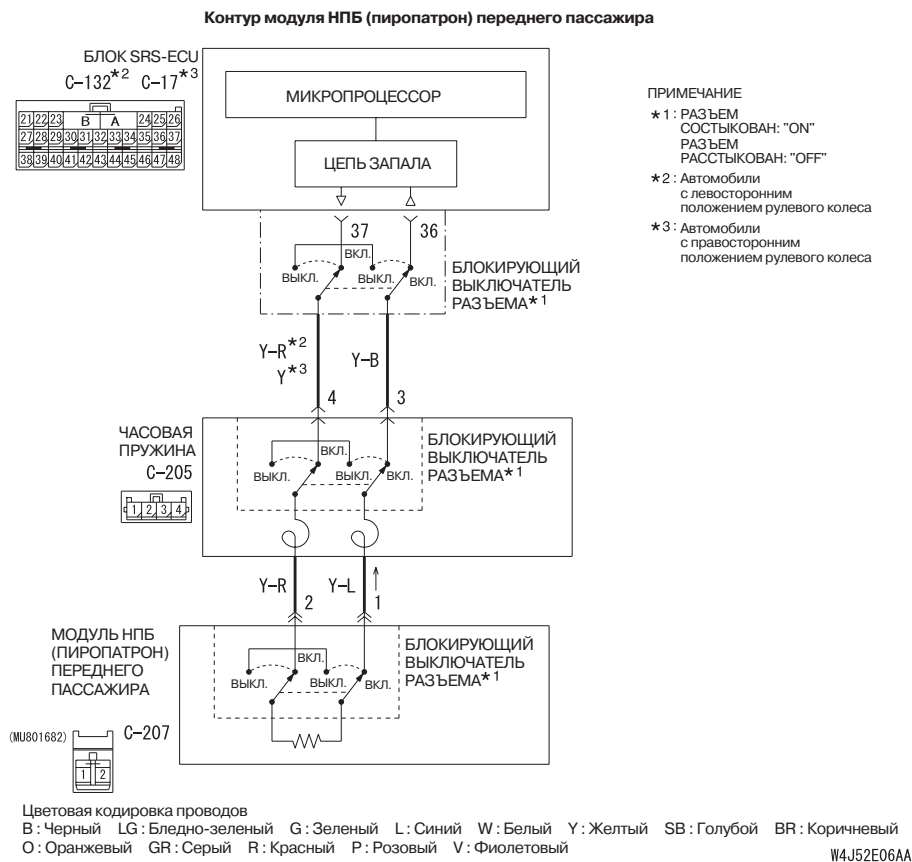 Контур модуля НПБ (пиропатрон) переднего пассажира
БЛОК SRS-ECU
C-132*2 C-17*3
21 22 23 B A 24 25 26
27 28 29 30 31 32 33 34 35 36 37
38 39 40 41 42 43 44 45 46 47 48
МИКРОПРОЦЕССОР
ЦЕПЬ ЗАПАЛА
ПРИМЕЧАНИЕ
*1: РАЗЪЕМ
СОСТЫКОВАН: "ON"
РАЗЪЕМ
РАССТЫКОВАН: "OFF"
*2: Автомобили
с левосторонним
положением рулевого колеса
*3: Автомобили
с правосторонним
положением рулевого колеса
37 36
ВКЛ.
ВЫКЛ. ВЫКЛ. ВКЛ.
БЛОКИРУЮЩИЙ
ВЫКЛЮЧАТЕЛЬ
РАЗЪЕМА*1
Y-R*2
Y*3
Y-B
4 3
ЧАСОВАЯ
ПРУЖИНА
C-205
1 2 3 4
ВКЛ.
ВЫКЛ. ВЫКЛ. ВКЛ.
БЛОКИРУЮЩИЙ
ВЫКЛЮЧАТЕЛЬ
РАЗЪЕМА*1
Y-R Y-L
2 1
МОДУЛЬ НПБ
(ПИРОПАТРОН)
ПЕРЕДНЕГО
ПАССАЖИРА
ВКЛ.
ВЫКЛ. ВЫКЛ. ВКЛ.
БЛОКИРУЮЩИЙ
ВЫКЛЮЧАТЕЛЬ
РАЗЪЕМА*1
(MU801682) C-207
1 2
Цветовая кодировка проводов
B : Черный LG : Бледно-зеленый G : Зеленый L : Синий W : Белый Y : Желтый SB : Голубой BR : Коричневый
O : Оранжевый GR : Серый R : Красный P : Розовый V : Фиолетовый
W4J52E06AA